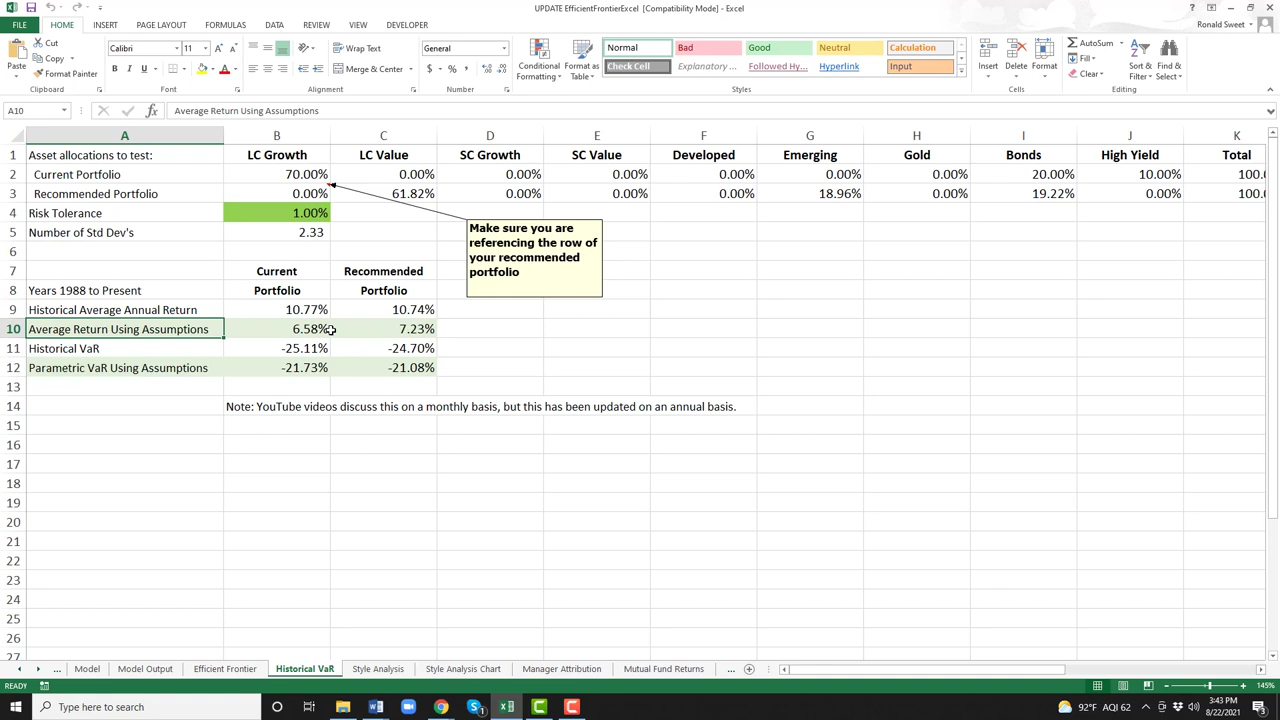 UPDATE EfficientFrontierExcel [Compatibility Mode] - Excel
FILE HOME INSERT PAGE LAYOUT FORMULAS DATA REVIEW VIEW DEVELOPER
Ronald Sweet
Paste
Cut
Copy
Format Painter
Clipboard
Calibri 11
B I U
Font
Wrap Text
Merge & Center
Alignment
General
$ % ,
Number
Conditional Formatting
Format as Table
Normal Bad Good Neutral Calculation
Check Cell Explanatory ... Followed Hy... Hyperlink Input
Styles
Insert Delete Format
Cells
AutoSum
Fill
Clear
Sort & Filter
Find & Select
Editing
A10 fx Average Return Using Assumptions
A B C D E F G H I J K
1 Asset allocations to test: LC Growth LC Value SC Growth SC Value Developed Emerging Gold Bonds High Yield Total
2 Current Portfolio 70.00% 0.00% 0.00% 0.00% 0.00% 0.00% 0.00% 20.00% 10.00% 100.
3 Recommended Portfolio 0.00% 61.82% 0.00% 0.00% 0.00% 18.96% 0.00% 19.22% 0.00% 100.
4 Risk Tolerance 1.00%
5 Number of Std Dev's 2.33
Make sure you are
referencing the row of
your recommended
portfolio
6
7 Current Recommended
8 Years 1988 to Present Portfolio Portfolio
9 Historical Average Annual Return 10.77% 10.74%
10 Average Return Using Assumptions 6.58% 7.23%
11 Historical VaR -25.11% -24.70%
12 Parametric VaR Using Assumptions -21.73% -21.08%
13
14 Note: YouTube videos discuss this on a monthly basis, but this has been updated on an annual basis.
15
16
17
18
19
20
21
22
23
24
25
26
27
... Model Model Output Efficient Frontier Historical VaR Style Analysis Style Analysis Chart Manager Attribution Mutual Fund Returns ...
READY 145%
Type here to search
92°F AQI 62
3:43 PM
8/22/2021